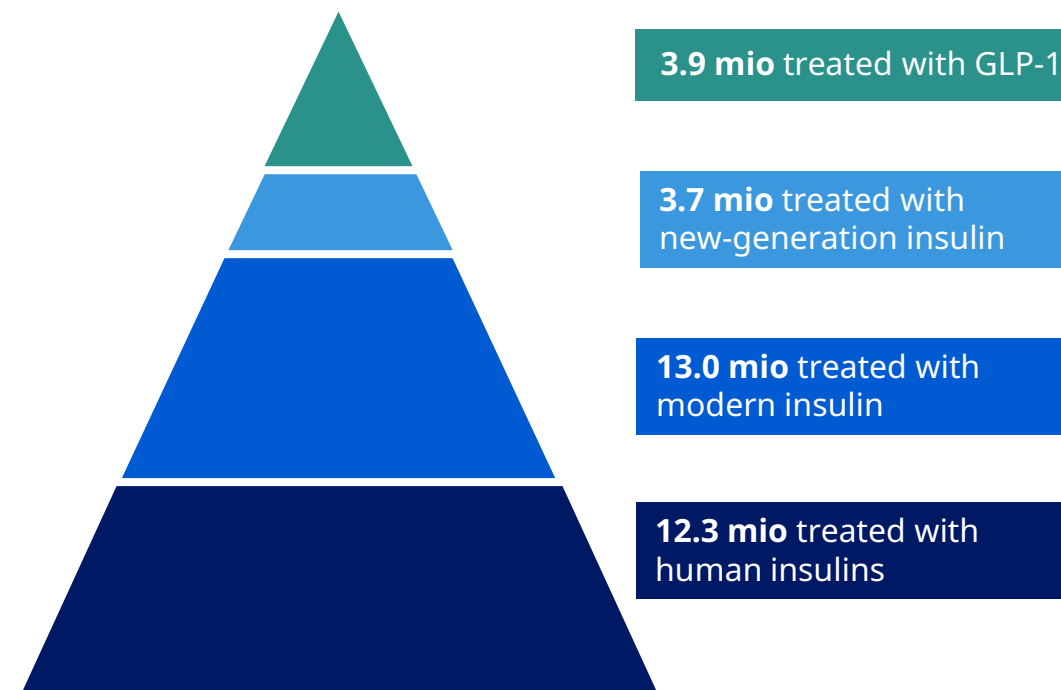 3.9 mio treated with GLP-1
3.7 mio treated with
new-generation insulin
13.0 mio treated with
modern insulin
12.3 mio treated with
human insulins